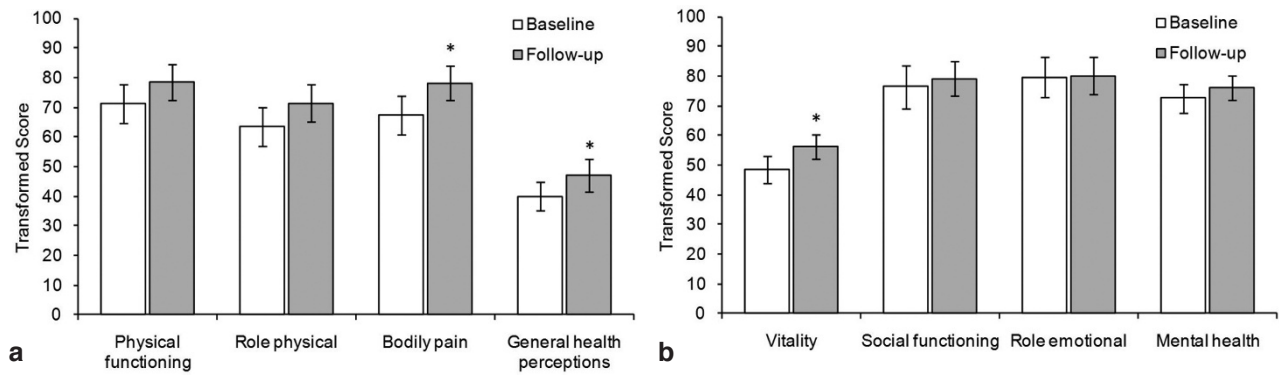 100
90
80
70
60
50
40
30
20
10
0
Transformed Score
Baseline
Follow-up
*
*
Physical
functioning
Role physical
Bodily pain
General health
perceptions
a
100
90
80
70
60
50
40
30
20
10
0
Transformed Score
Baseline
Follow-up
*
Vitality
Social functioning
Role emotional
Mental health
b